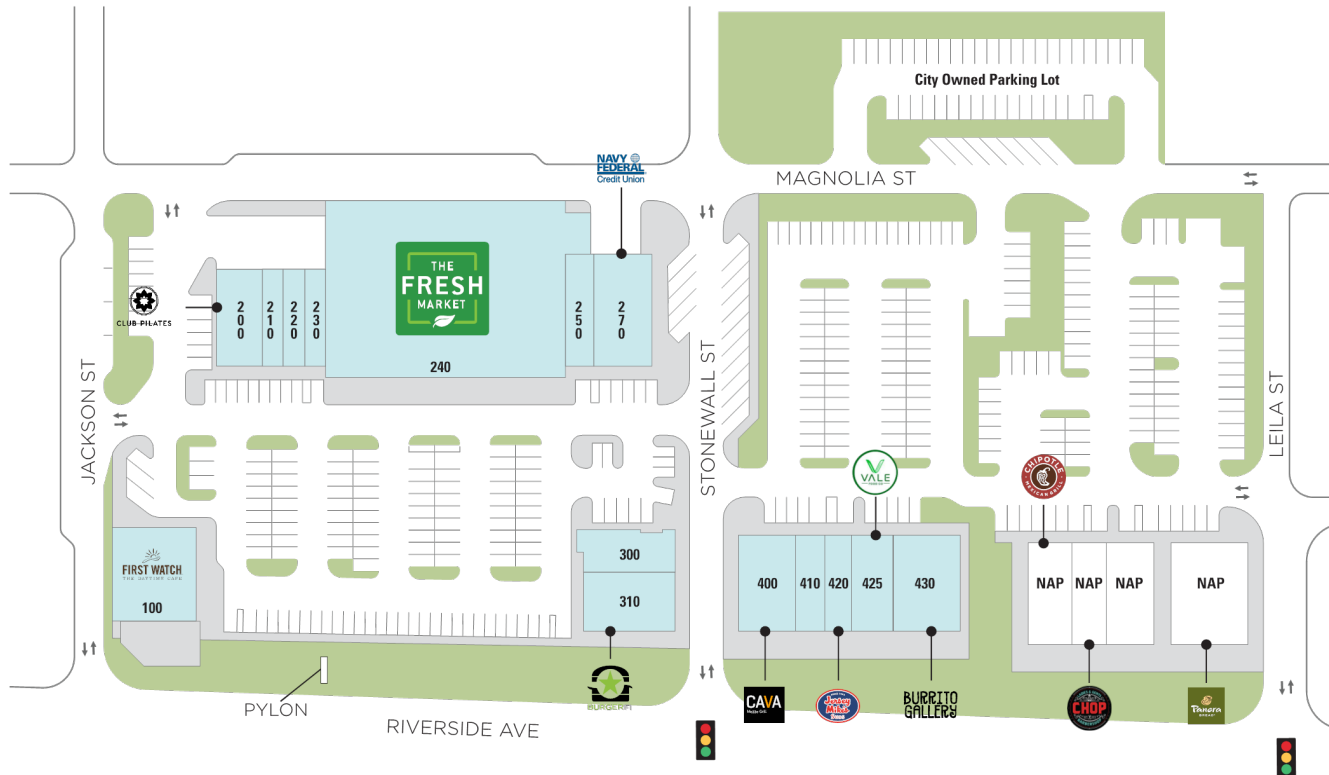 City Owned Parking Lot
NAVY
FEDERAL
Credit Union
MAGNOLIA ST
THE
FRESH
MARKET
CLUB PILATES
200
210
220
230
240
250
270
JACKSON ST
STONEWALL ST
LEILA ST
VALE
CHIPOTLE
MEXICAN GRILL
FIRST WATCH
THE DAYTIME CAFE
100
300
310
400
410
420
425
430
NAP
NAP
NAP
NAP
PYLON
BURGERFI
CAVA
Jersey
Mike's
Subs
BURRITO
GALLERY
CHOP
Panera
BREAD
RIVERSIDE AVE